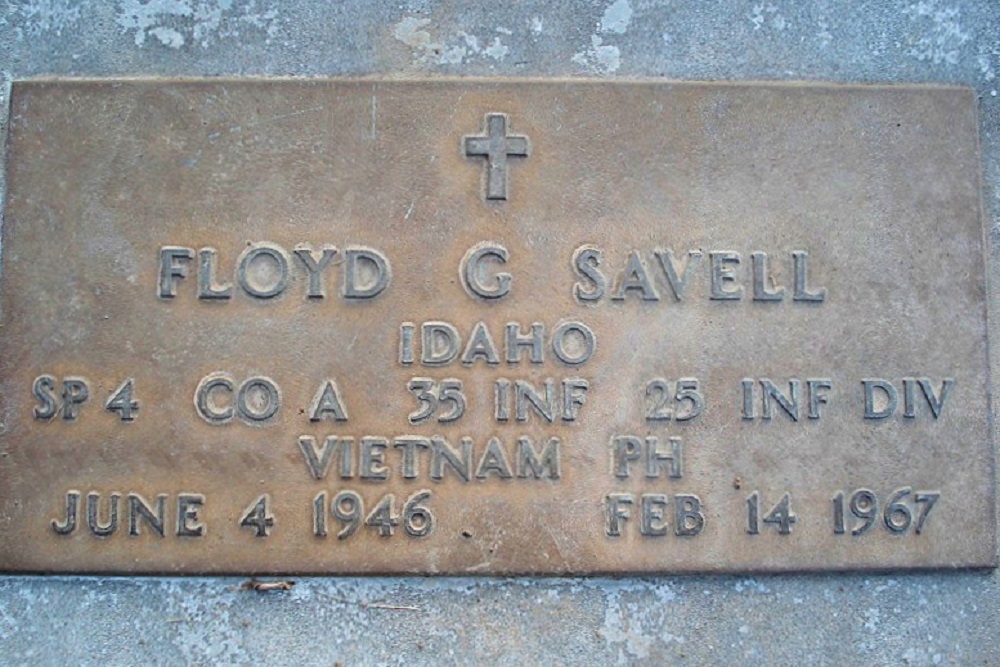 FLOYD G SAVELL
IDAHO
SP4 CO A 35 INF 25 INF DIV
VIETNAM PH
JUNE 4 1946 FEB 14 1967